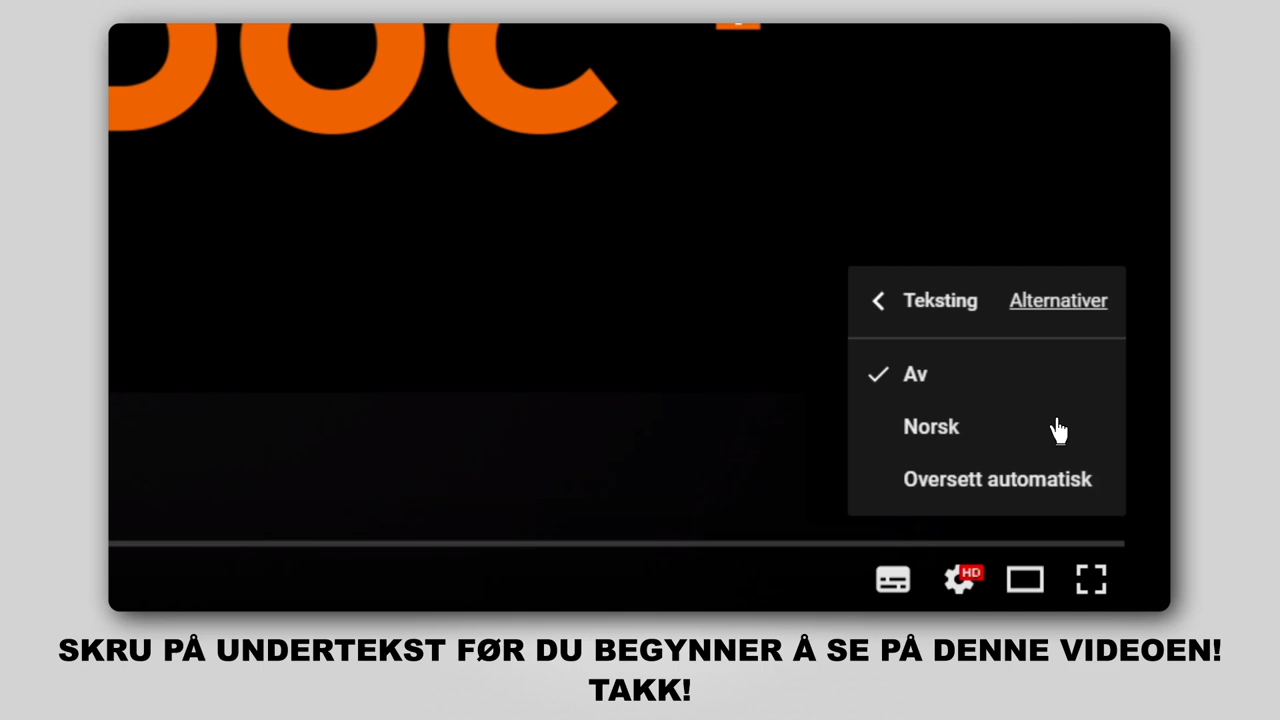 Teksting Alternativer
Av
Norsk
Oversett automatisk
HD
SKRU PÅ UNDERTEKST FØR DU BEGYNNER Å SE PÅ DENNE VIDEOEN!
TAKK!